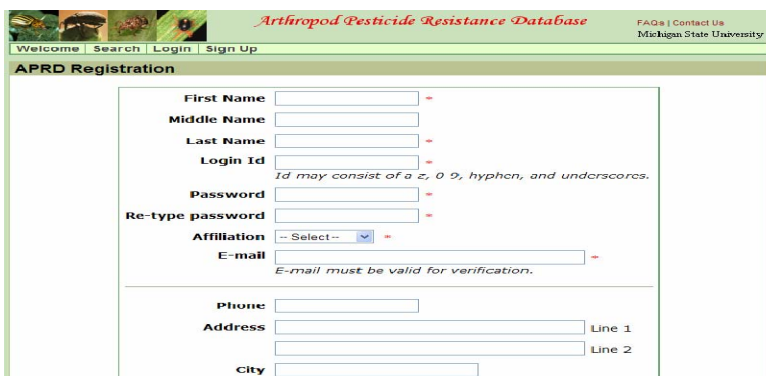 Arthropod Pesticide Resistance Database
FAQs | Contact Us
Michigan State University
Welcome | Search | Login | Sign Up
APRD Registration
First Name *
Middle Name
Last Name *
Login Id *
Id may consist of a z, 0 9, hyphen, and underscores.
Password *
Re-type password *
Affiliation -- Select -- *
E-mail *
E-mail must be valid for verification.
Phone
Address Line 1
Line 2
City